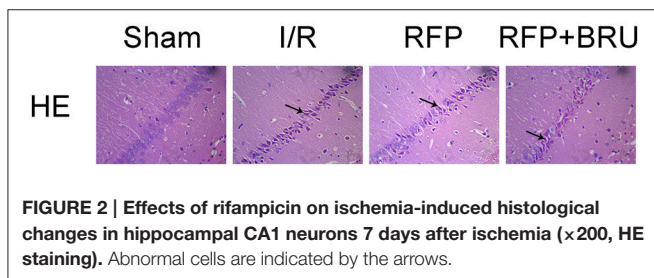 Sham I/R RFP RFP+BRU
HE
FIGURE 2 | Effects of rifampicin on ischemia-induced histological
changes in hippocampal CA1 neurons 7 days after ischemia (×200, HE
staining). Abnormal cells are indicated by the arrows.